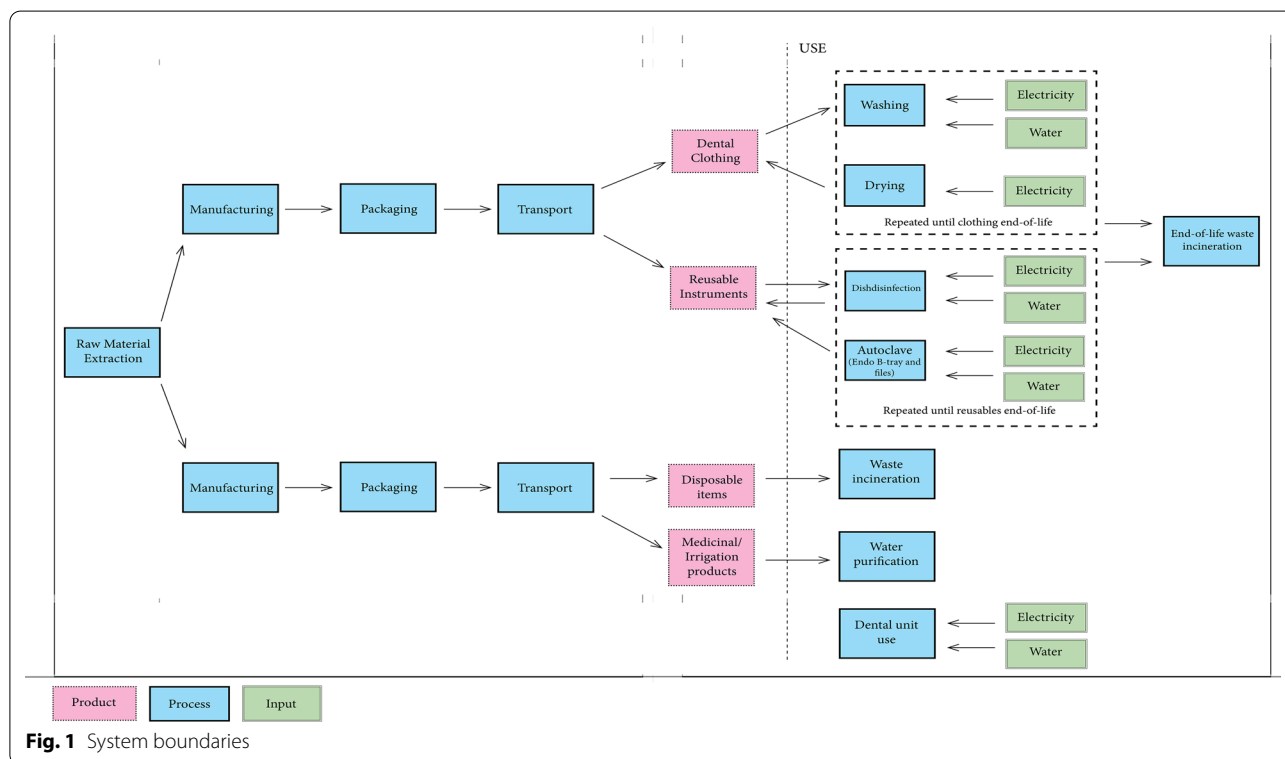 USE
Washing
Electricity
Water
Dental
Clothing
Drying
Electricity
Repeated until clothing end-of-life
Manufacturing
Packaging
Transport
End-of-life waste
incineration
Reusable
Instruments
Dishdisinfection
Electricity
Water
Autoclave
(Endo B-tray and
files)
Electricity
Water
Repeated until reusables end-of-life
Raw Material
Extraction
Manufacturing
Packaging
Transport
Disposable
items
Waste
incineration
Medicinal/
Irrigation
products
Water
purification
Dental unit
use
Electricity
Water
Product
Process
Input
Fig. 1 System boundaries